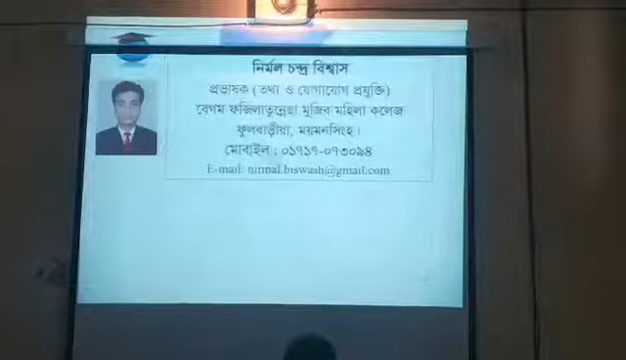 নির্মল চন্দ্র বিশ্বাস
প্রভাষক (তথ্য ও যোগাযোগ প্রযুক্তি)
বেগম ফজিলাতুন্নেছা মুজিব মহিলা কলেজ
ফুলবাড়ীয়া, ময়মনসিংহ।
মোবাইল : ০১৭১৭-০৭৩০৯৪
E-mail: nirmal.biswash@gmail.com